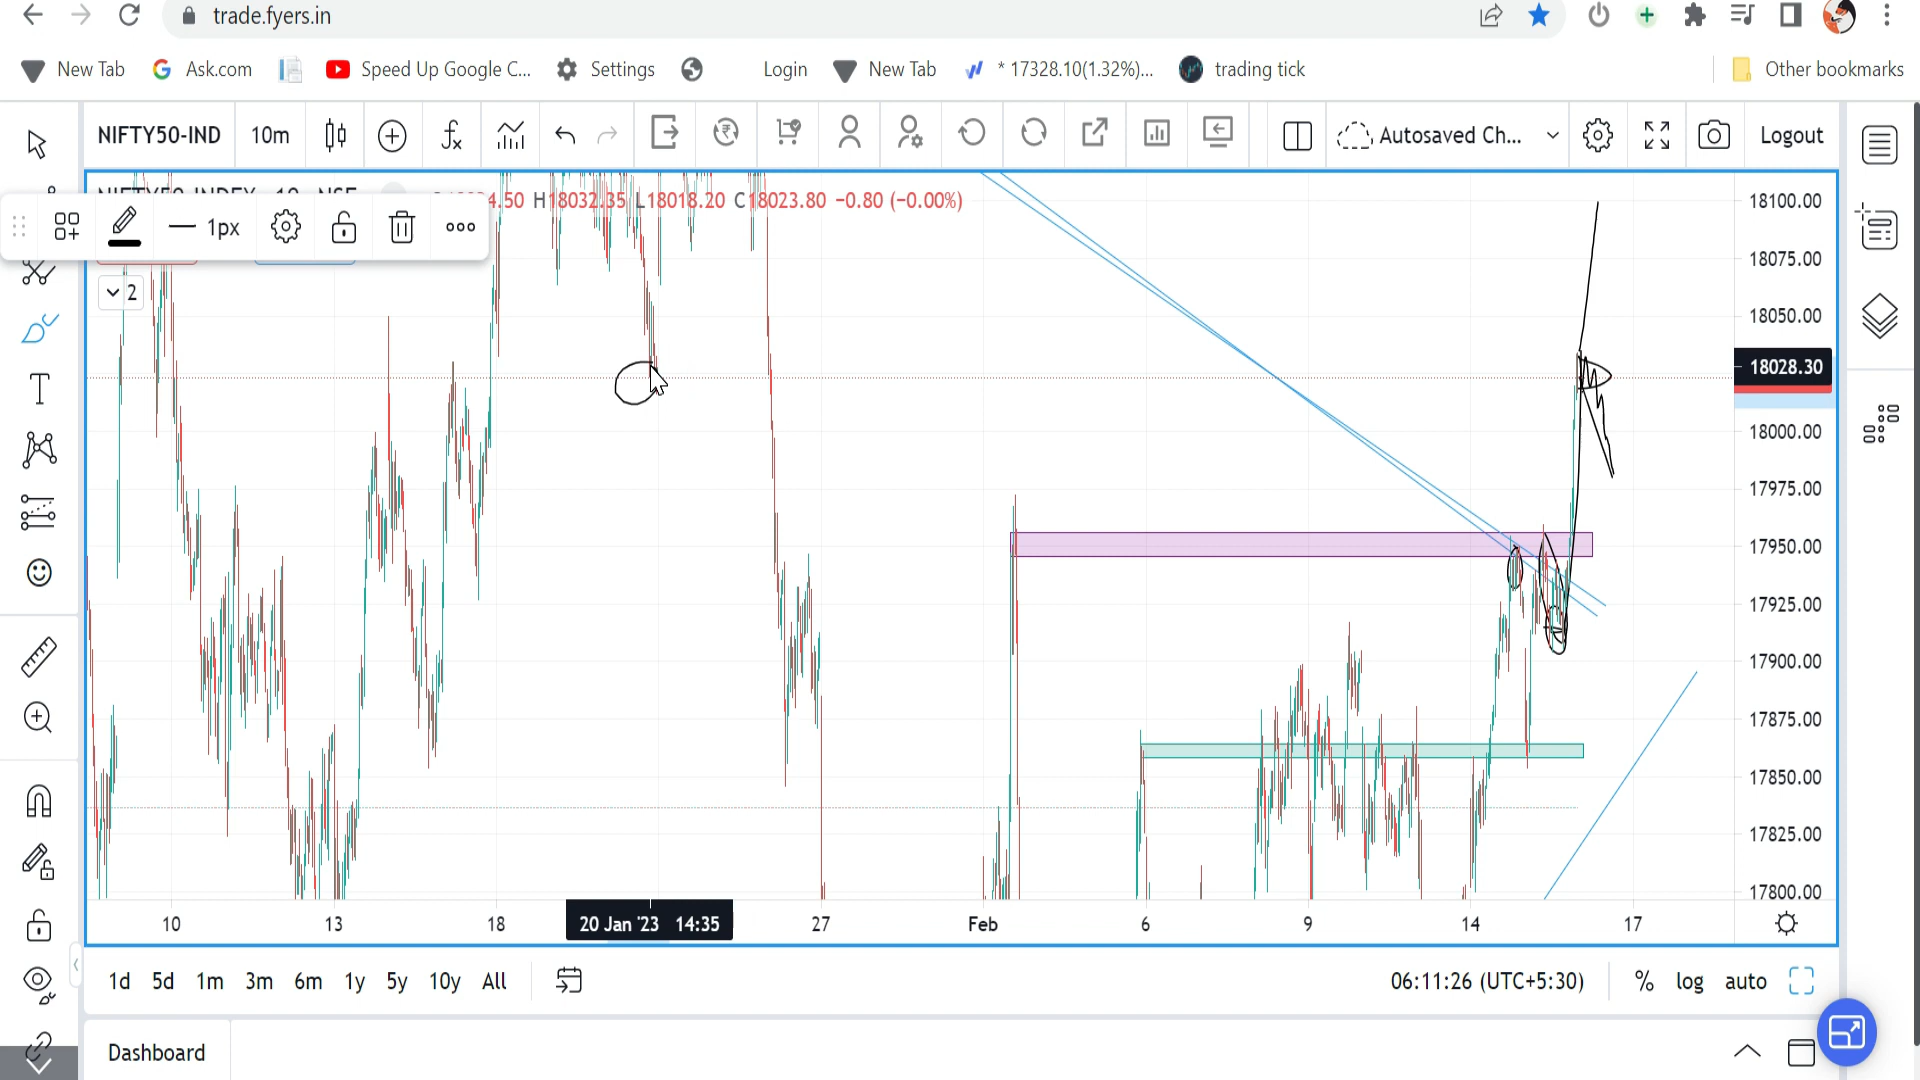 trade.fyers.in
New Tab Ask.com Speed Up Google C... Settings Login New Tab * 17328.10(1.32%)... trading tick Other bookmarks
NIFTY50-IND 10m Autosaved Ch... Logout
4.50 H18032.35 L18018.20 C18023.80 −0.80 (−0.00%)
1px
2
18100.00
18075.00
18050.00
18028.30
18000.00
17975.00
17950.00
17925.00
17900.00
17875.00
17850.00
17825.00
17800.00
10 13 18 20 Jan '23 14:35 27 Feb 6 9 14 17
1d 5d 1m 3m 6m 1y 5y 10y All 06:11:26 (UTC+5:30) % log auto
Dashboard